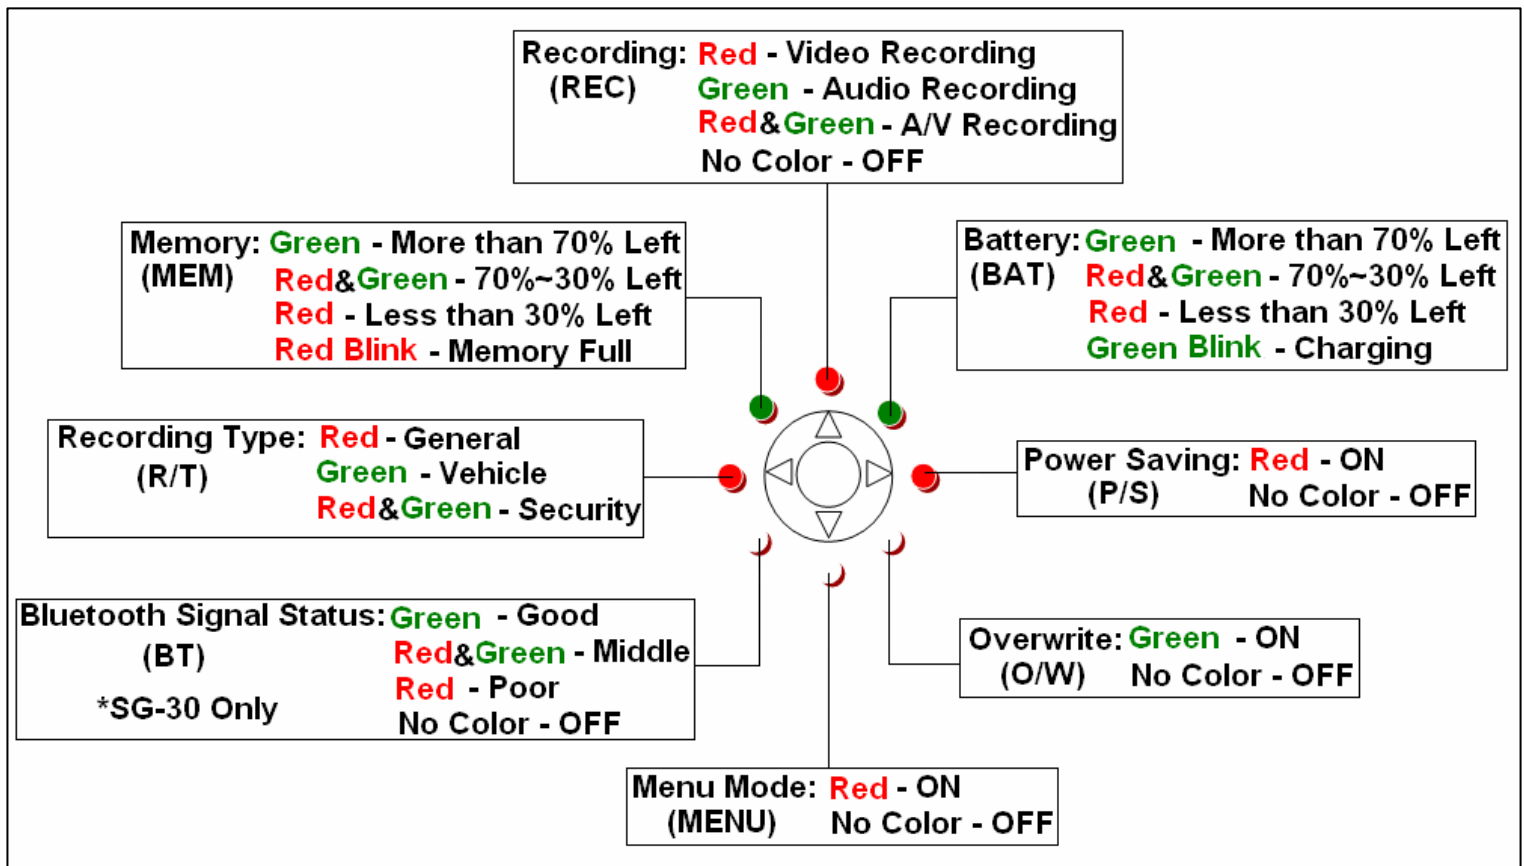 Recording: Red - Video Recording
(REC) Green - Audio Recording
Red&Green - A/V Recording
No Color - OFF
Memory: Green - More than 70% Left
(MEM) Red&Green - 70%~30% Left
Red - Less than 30% Left
Red Blink - Memory Full
Battery: Green - More than 70% Left
(BAT) Red&Green - 70%~30% Left
Red - Less than 30% Left
Green Blink - Charging
Recording Type: Red - General
(R/T) Green - Vehicle
Red&Green - Security
Power Saving: Red - ON
(P/S) No Color - OFF
Bluetooth Signal Status: Green - Good
(BT) Red&Green - Middle
Red - Poor
*SG-30 Only No Color - OFF
Overwrite: Green - ON
(O/W) No Color - OFF
Menu Mode: Red - ON
(MENU) No Color - OFF